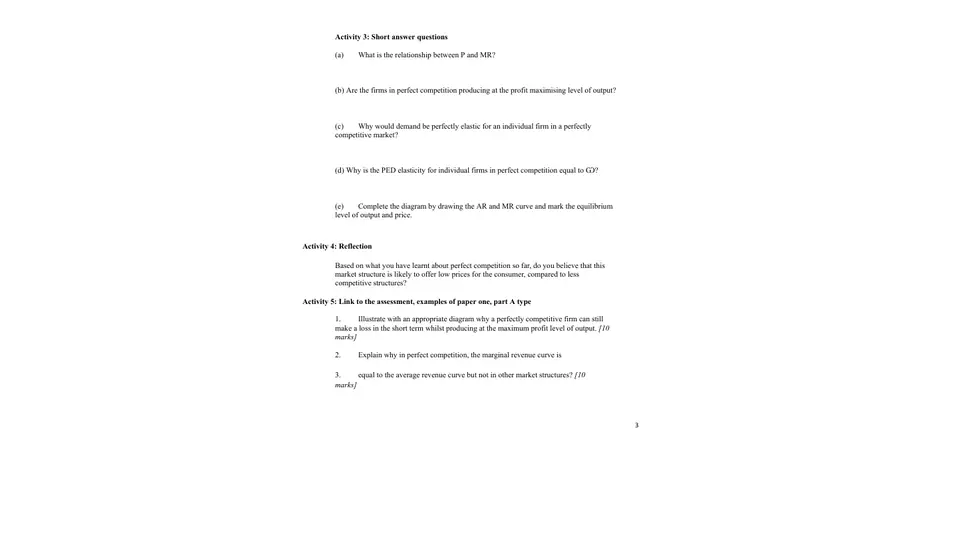 Activity 3: Short answer questions
(a) What is the relationship between P and MR?
(b) Are the firms in perfect competition producing at the profit maximising level of output?
(c) Why would demand be perfectly elastic for an individual firm in a perfectly
competitive market?
(d) Why is the PED elasticity for individual firms in perfect competition equal to
(e) Complete the diagram by drawing the AR and MR curve and mark the equilibrium
level of output and price.
Activity 4: Reflection
Based on what you have learnt about perfect competition so far, do you believe that this
market structure is likely to offer low prices for the consumer, compared to less
competitive structures?
Activity 5: Link to the assessment, examples of paper one, part A type
1. Illustrate with an appropriate diagram why a perfectly competitive firm can still
make a loss in the short term whilst producing at the maximum profit level of output. [10
marks]
2. Explain why in perfect competition, the marginal revenue curve is
3. equal to the average revenue curve but not in other market structures? [10
marks]
3